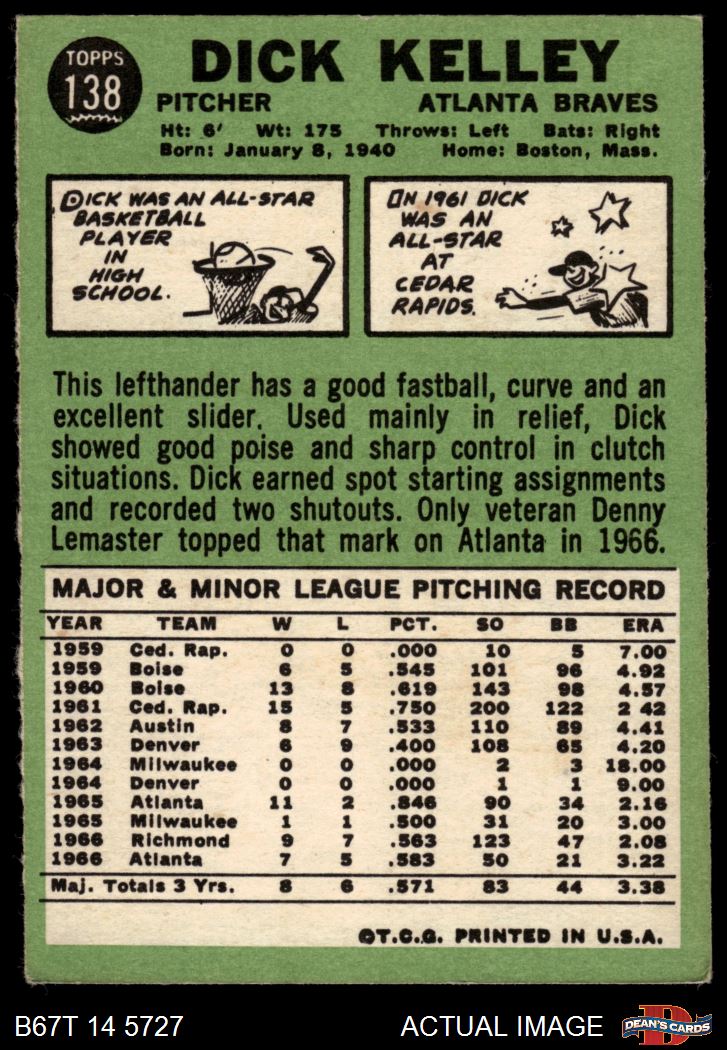 TOPPS
138
DICK KELLEY
PITCHER ATLANTA BRAVES
Ht: 6' Wt: 175 Throws: Left Bats: Right
Born: January 8, 1940 Home: Boston, Mass.
DICK WAS AN ALL-STAR
BASKETBALL
PLAYER
IN
HIGH
SCHOOL.
IN 1961 DICK
WAS AN
ALL-STAR
AT
CEDAR
RAPIDS.
This lefthander has a good fastball, curve and an
excellent slider. Used mainly in relief, Dick
showed good poise and sharp control in clutch
situations. Dick earned spot starting assignments
and recorded two shutouts. Only veteran Denny
Lemaster topped that mark on Atlanta in 1966.
MAJOR & MINOR LEAGUE PITCHING RECORD
YEAR TEAM W L PCT. SO BB ERA
1959 Ced. Rap. 0 0 .000 10 5 7.00
1959 Boise 6 5 .545 101 96 4.92
1960 Boise 13 8 .619 143 98 4.57
1961 Ced. Rap. 15 5 .750 200 122 2 42
1962 Austin 8 7 .533 110 89 4.41
1963 Denver 6 9 .400 108 65 4.20
1964 Milwaukee 0 0 .000 2 3 18.00
1964 Denver 0 0 .000 1 1 9.00
1965 Atlanta 11 2 .846 90 34 2.16
1965 Milwaukee 1 1 .500 31 20 3.00
1966 Richmond 9 7 .563 123 47 2.08
1966 Atlanta 7 5 .583 50 21 3.22
Maj. Totals 3 Yrs. 8 6 .571 83 44 3.38
©T.C.G. PRINTED IN U.S.A.
B67T 14 5727 ACTUAL IMAGE D DEAN'S CARDS